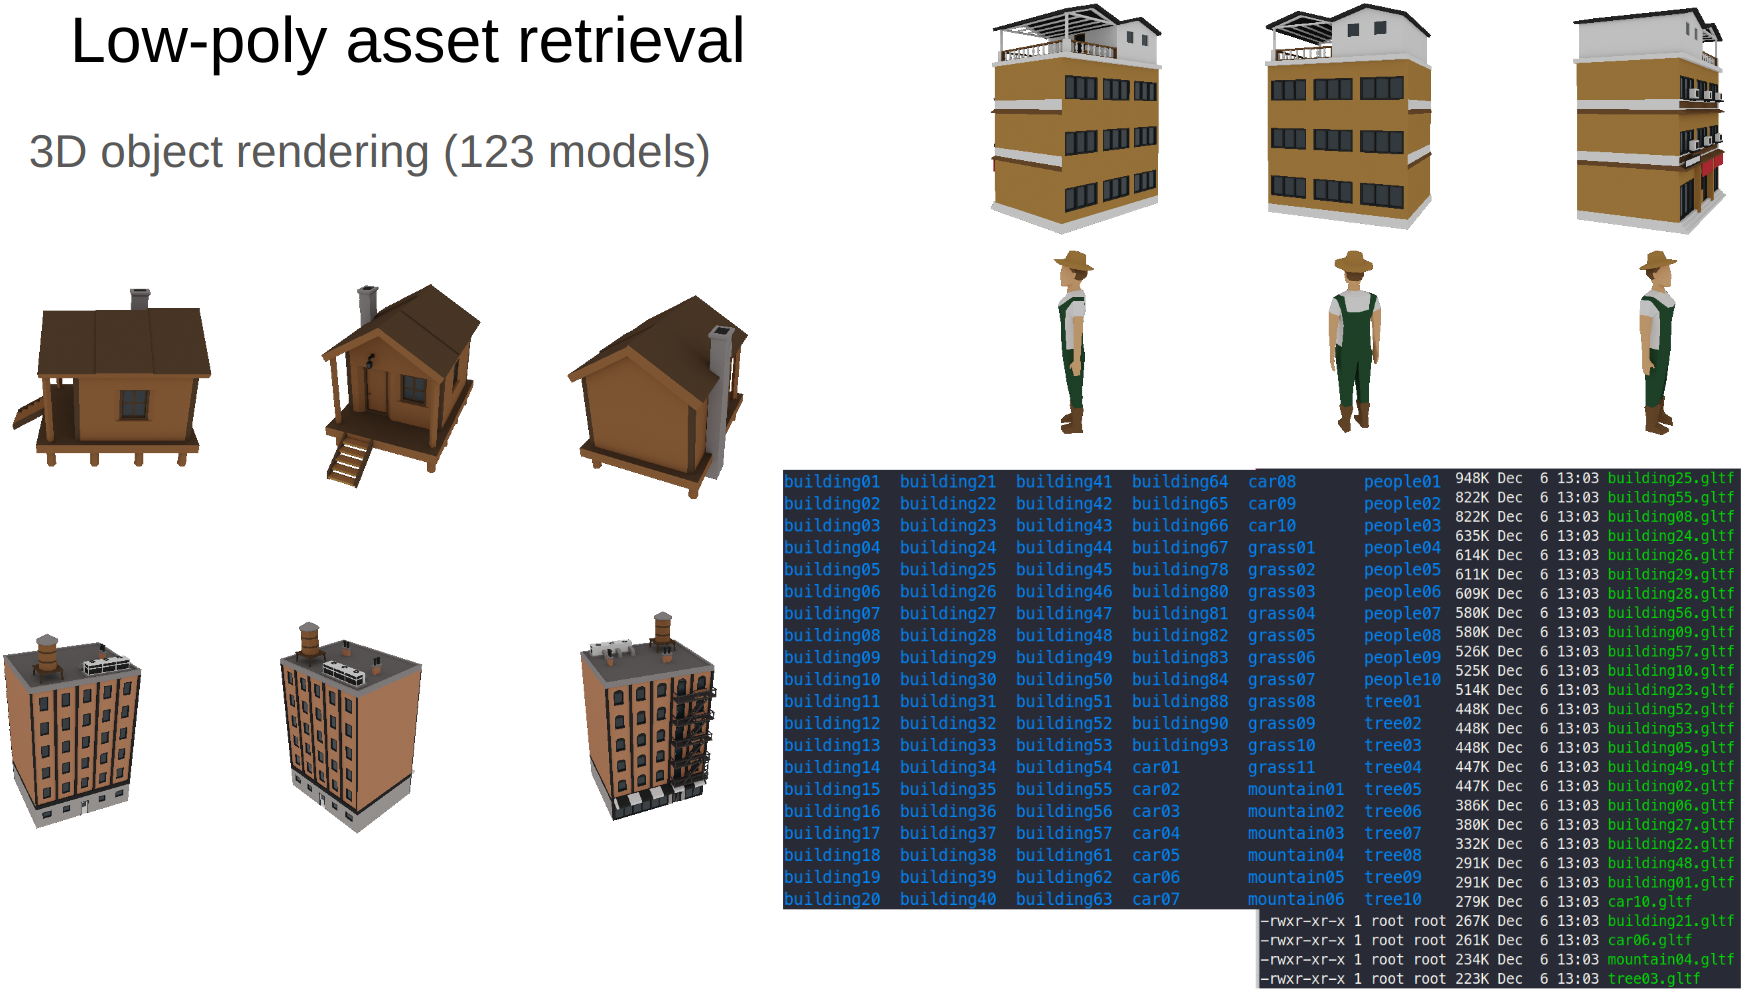 Low-poly asset retrieval
3D object rendering (123 models)
building01 building21 building41 building64 car08 people01
building02 building22 building42 building65 car09 people02
building03 building23 building43 building66 car10 people03
building04 building24 building44 building67 grass01 people04
building05 building25 building45 building78 grass02 people05
building06 building26 building46 building80 grass03 people06
building07 building27 building47 building81 grass04 people07
building08 building28 building48 building82 grass05 people08
building09 building29 building49 building83 grass06 people09
building10 building30 building50 building84 grass07 people10
building11 building31 building51 building88 grass08 tree01
building12 building32 building52 building90 grass09 tree02
building13 building33 building53 building93 grass10 tree03
building14 building34 building54 car01 grass11 tree04
building15 building35 building55 car02 mountain01 tree05
building16 building36 building56 car03 mountain02 tree06
building17 building37 building57 car04 mountain03 tree07
building18 building38 building61 car05 mountain04 tree08
building19 building39 building62 car06 mountain05 tree09
building20 building40 building63 car07 mountain06 tree10
948K Dec 6 13:03 building25.gltf
822K Dec 6 13:03 building55.gltf
822K Dec 6 13:03 building08.gltf
635K Dec 6 13:03 building24.gltf
614K Dec 6 13:03 building26.gltf
611K Dec 6 13:03 building29.gltf
609K Dec 6 13:03 building28.gltf
580K Dec 6 13:03 building56.gltf
580K Dec 6 13:03 building09.gltf
526K Dec 6 13:03 building57.gltf
525K Dec 6 13:03 building10.gltf
514K Dec 6 13:03 building23.gltf
448K Dec 6 13:03 building52.gltf
448K Dec 6 13:03 building53.gltf
448K Dec 6 13:03 building05.gltf
447K Dec 6 13:03 building49.gltf
447K Dec 6 13:03 building02.gltf
386K Dec 6 13:03 building06.gltf
380K Dec 6 13:03 building27.gltf
332K Dec 6 13:03 building22.gltf
291K Dec 6 13:03 building48.gltf
291K Dec 6 13:03 building01.gltf
279K Dec 6 13:03 car10.gltf
-rwxr-xr-x 1 root root 267K Dec 6 13:03 building21.gltf
-rwxr-xr-x 1 root root 261K Dec 6 13:03 car06.gltf
-rwxr-xr-x 1 root root 234K Dec 6 13:03 mountain04.gltf
-rwxr-xr-x 1 root root 223K Dec 6 13:03 tree03.gltf